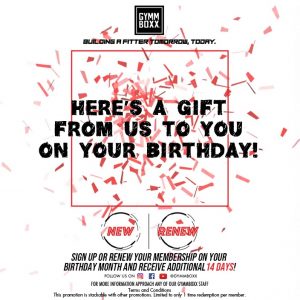 GYMM
BOXX
BUILDING A FITTER TOMORROW, TODAY.
HERE'S A GIFT
FROM US TO YOU
ON YOUR BIRTHDAY!
NEW
RENEW
SIGN UP OR RENEW YOUR MEMBERSHIP ON YOUR
BIRTHDAY MONTH AND RECEIVE ADDITIONAL 14 DAYS!
FOLLOW US ON @GYMMBOXX
FOR MORE INFORMATION APPROACH ANY OF OUR GYMMBOXX STAFF
Terms and Conditions
This promotion is stackable with other promotions. Limited to only 1 time redemption per member.